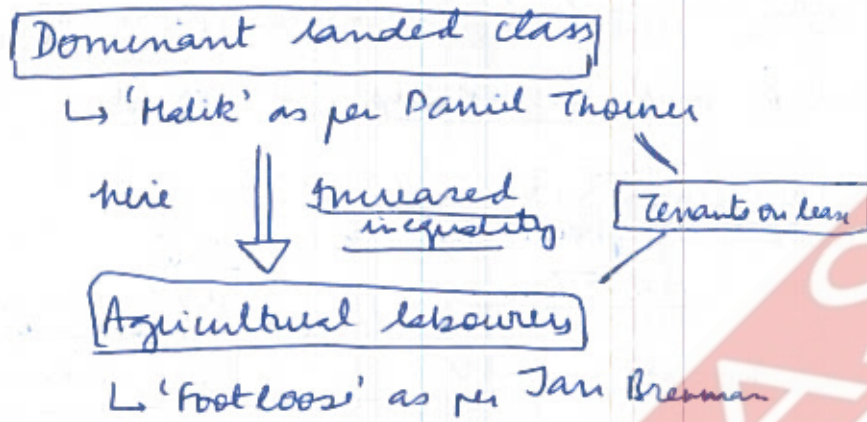 Dominant landed class
↳ 'Malik' as per Daniel Thorner
hire
Increased
inequality
Tenants on lease
Agricultural labourers
↳ 'Footloose' as per Jan Breman